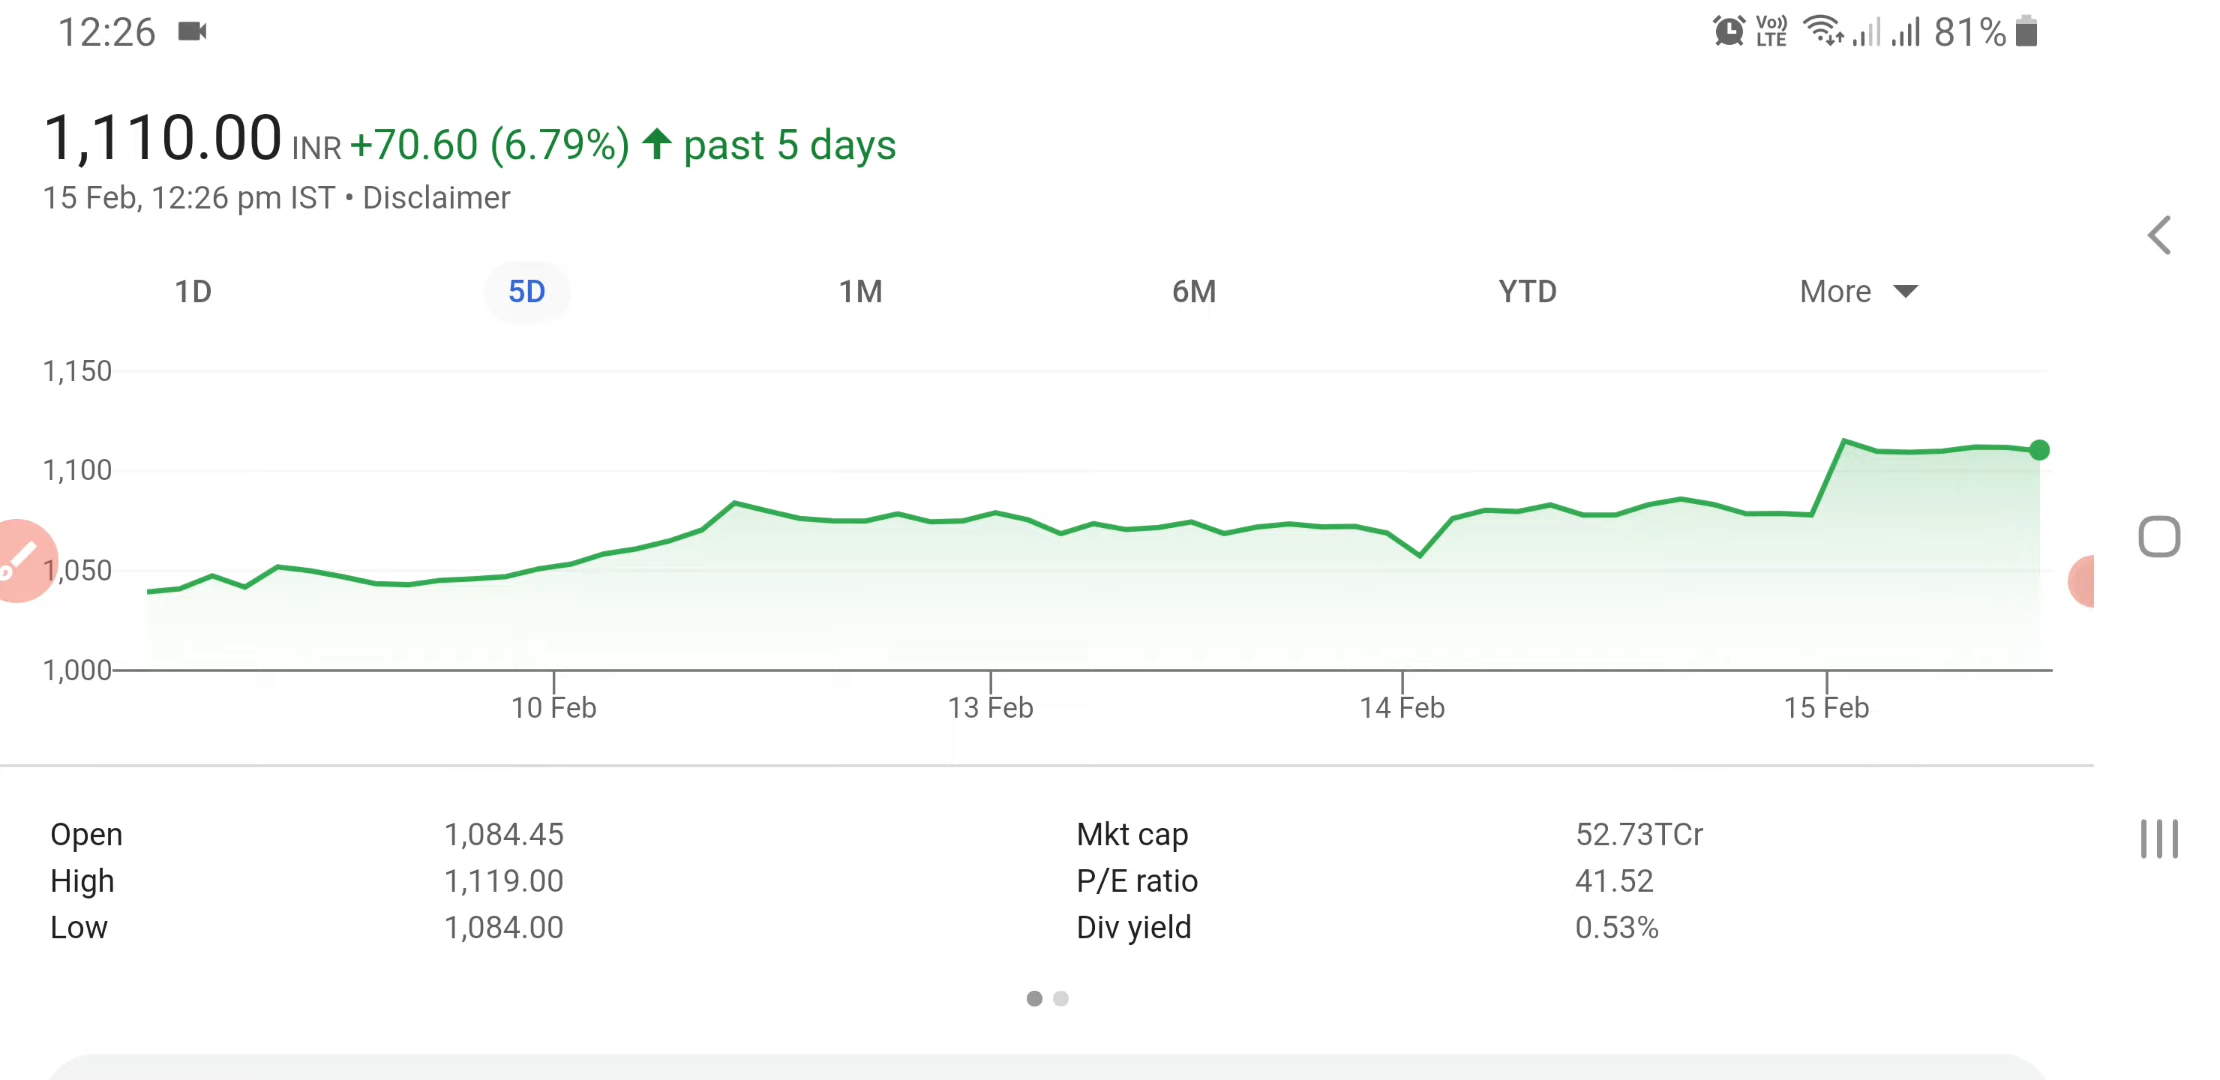 12:26 Vo)) LTE 81%
1,110.00 INR +70.60 (6.79%) ↑ past 5 days
15 Feb, 12:26 pm IST • Disclaimer
1D 5D 1M 6M YTD More
1,150
1,100
1,050
1,000
10 Feb 13 Feb 14 Feb 15 Feb
Open 1,084.45 Mkt cap 52.73TCr
High 1,119.00 P/E ratio 41.52
Low 1,084.00 Div yield 0.53%